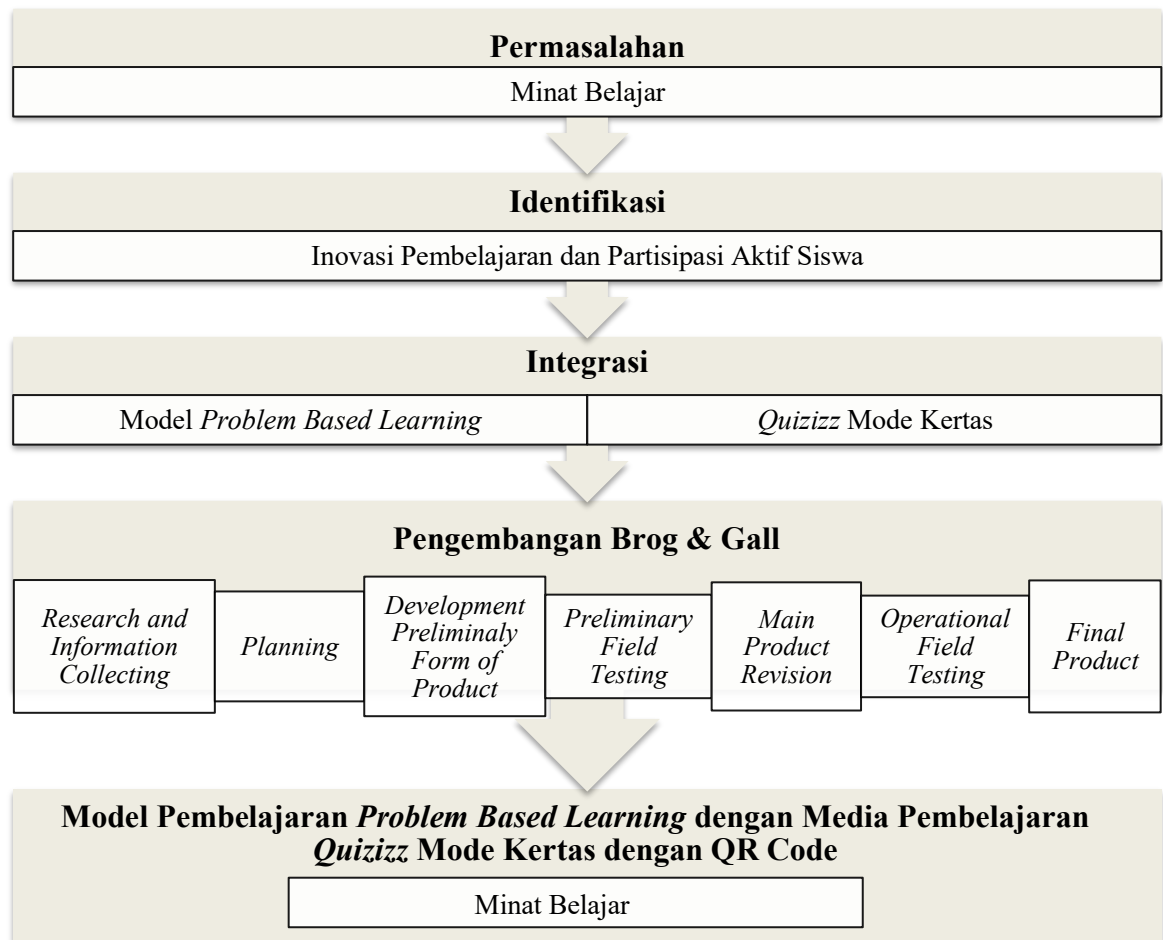 Permasalahan
Minat Belajar
Identifikasi
Inovasi Pembelajaran dan Partisipasi Aktif Siswa
Integrasi
Model Problem Based Learning
Quizizz Mode Kertas
Pengembangan Brog & Gall
Research and
Information
Collecting
Planning
Development
Preliminaly
Form of
Product
Preliminary
Field
Testing
Main
Product
Revision
Operational
Field
Testing
Final
Product
Model Pembelajaran Problem Based Learning dengan Media Pembelajaran
Quizizz Mode Kertas dengan QR Code
Minat Belajar